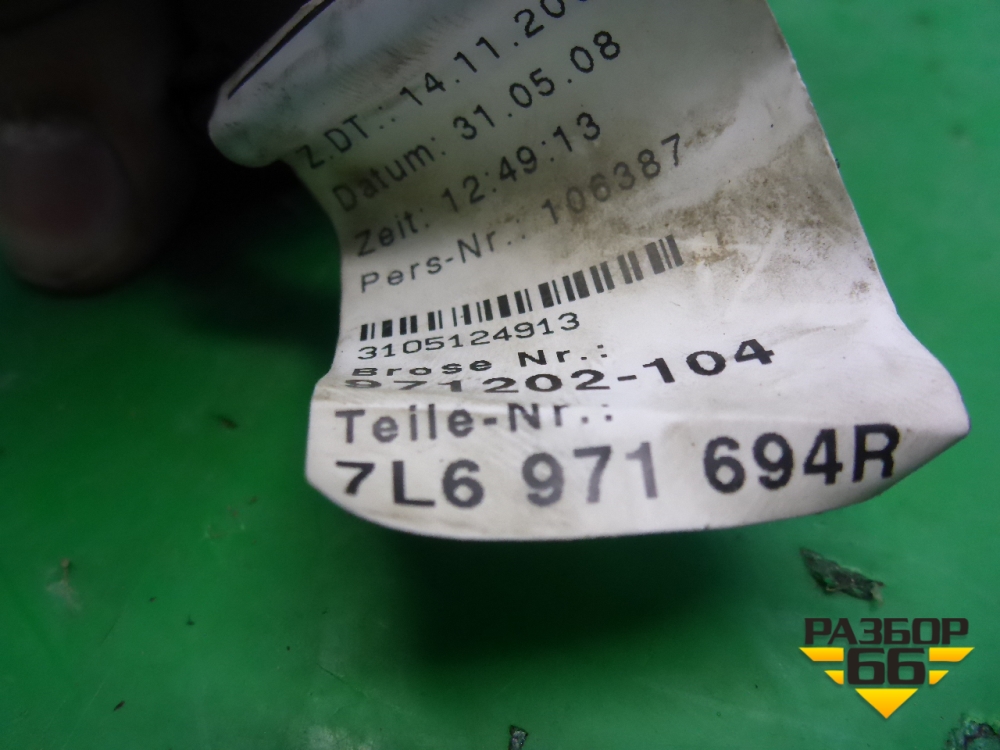 Z.DT.: 14.11.20
Datum: 31.05.08
Zeit: 12:49:13
Pers-Nr.: 106387
3105124913
Brose Nr.:
971202-104
Teile-Nr.:
7L6 971 694R
РАЗБОР
66